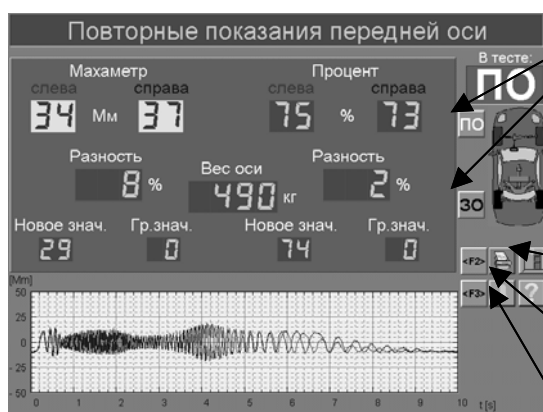 Повторные показания передней оси
В тесте:
ПО
Махаметр Процент
слева справа слева справа
34 Мм 37 75 % 73
ПО
Разность Вес оси Разность
8 % 490 кг 2 %
ЗО
Новое знач. Гр.знач. Новое знач. Гр.знач.
29 0 74 0
<F2>
<F3> ?
[Mm]
50
25
0
- 25
- 50
0 1 2 3 4 5 6 7 8 9 10 t [s]